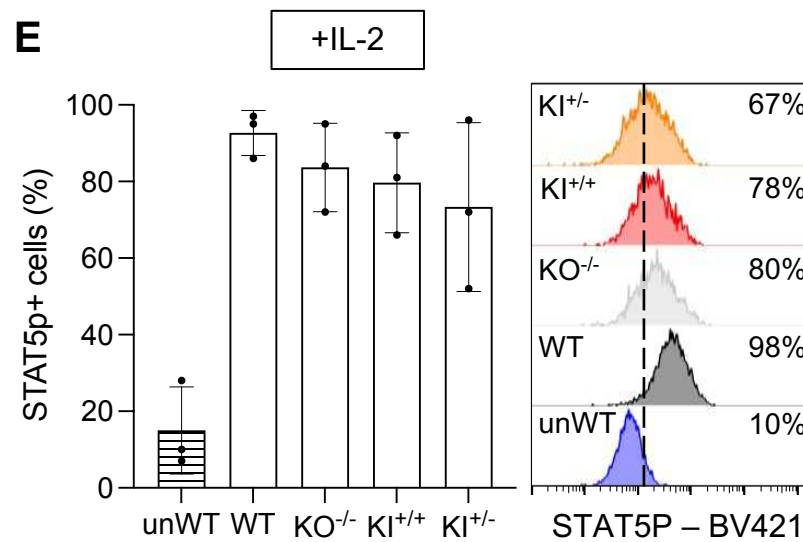 E
+IL-2
STAT5p+ cells (%)
100
80
60
40
20
0
unWT WT KO⁻/⁻ KI⁺/⁺ KI⁺/⁻
KI⁺/⁻ 67%
KI⁺/⁺ 78%
KO⁻/⁻ 80%
WT 98%
unWT 10%
STAT5P – BV421